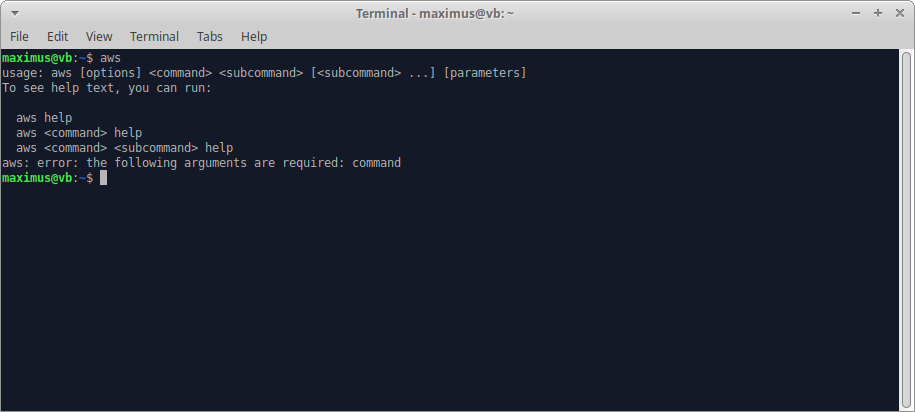 Terminal - maximus@vb: ~
File Edit View Terminal Tabs Help
maximus@vb:~$ aws
usage: aws [options] <command> <subcommand> [<subcommand> ...] [parameters]
To see help text, you can run:

  aws help
  aws <command> help
  aws <command> <subcommand> help
aws: error: the following arguments are required: command
maximus@vb:~$